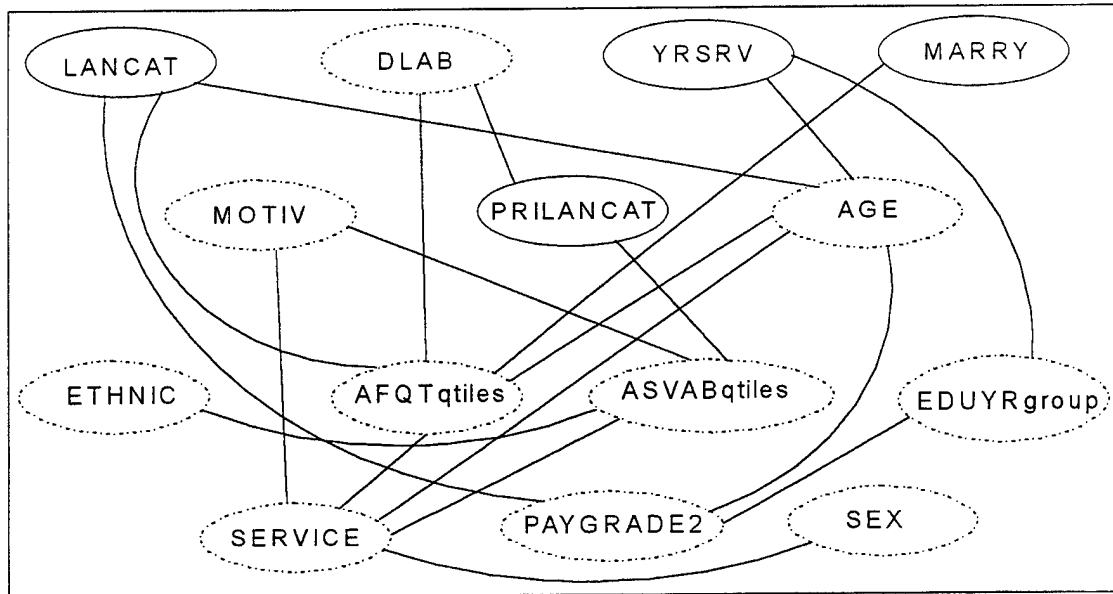 LANCAT
DLAB
YRSRV
MARRY
MOTIV
PRILANCAT
AGE
ETHNIC
AFQTqtiles
ASVABqtiles
EDUYRgroup
SERVICE
PAYGRADE2
SEX